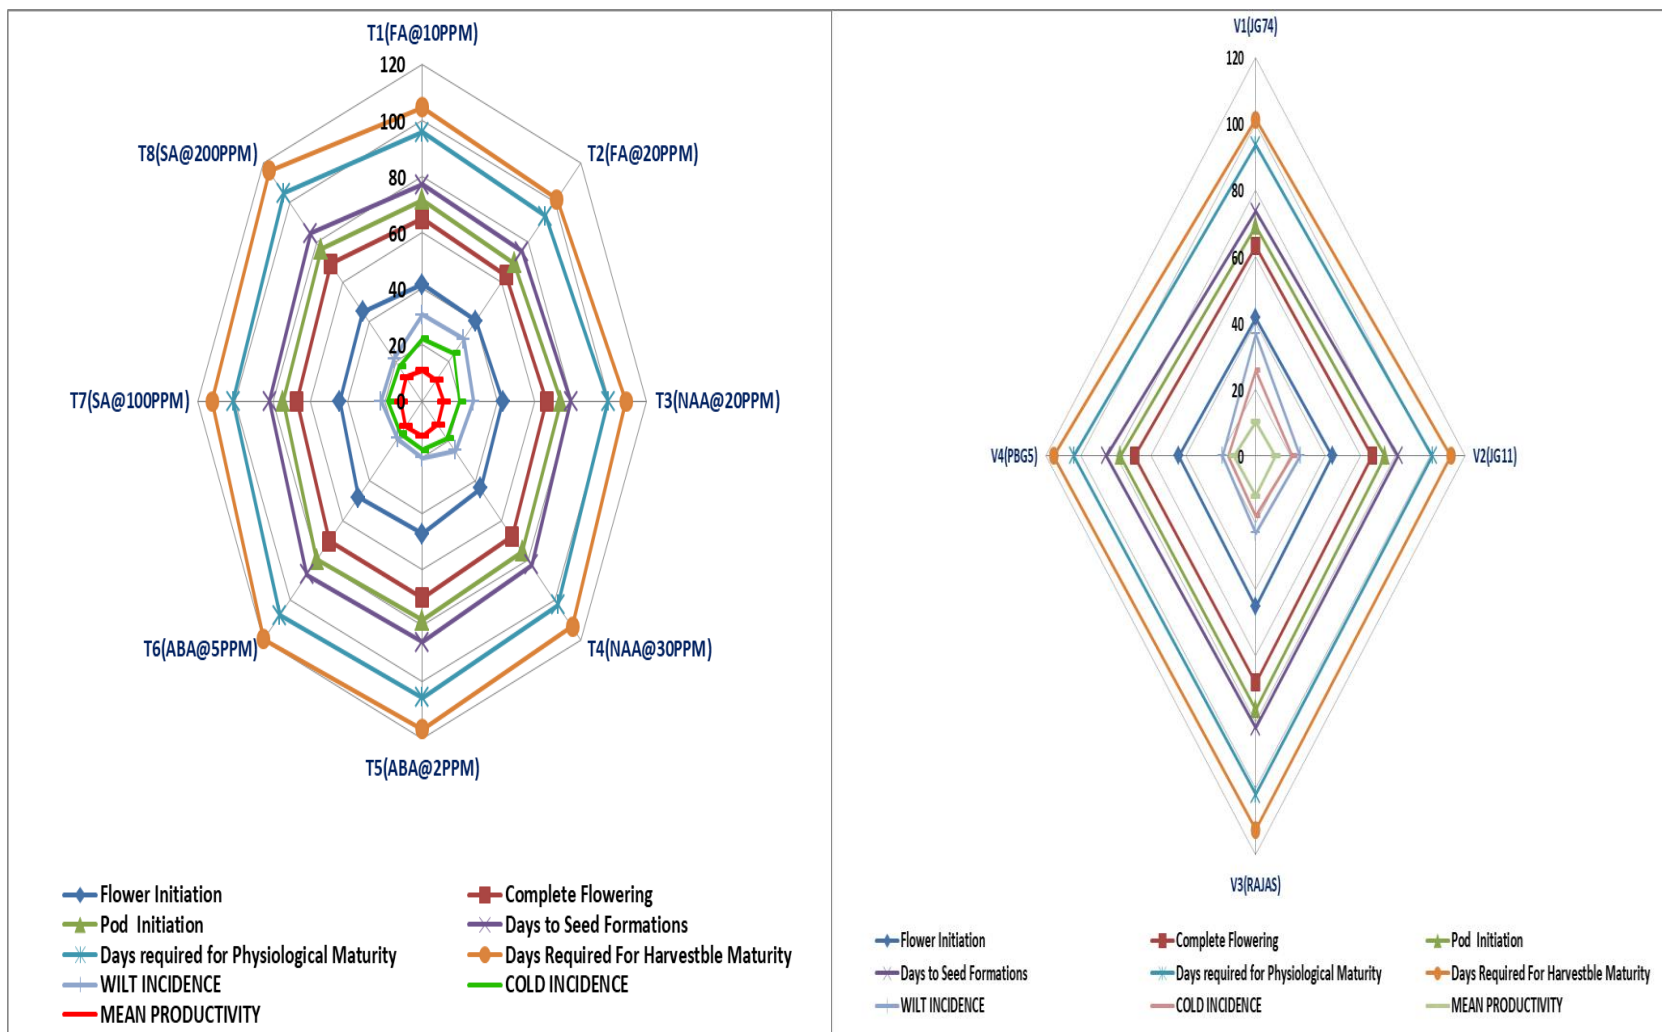 T1(FA@10PPM)
120
100
80
60
40
20
0
T8(SA@200PPM)
T2(FA@20PPM)
T7(SA@100PPM)
T3(NAA@20PPM)
T6(ABA@5PPM)
T4(NAA@30PPM)
T5(ABA@2PPM)
Flower Initiation
Complete Flowering
Pod Initiation
Days to Seed Formations
Days required for Physiological Maturity
Days Required For Harvestble Maturity
WILT INCIDENCE
COLD INCIDENCE
MEAN PRODUCTIVITY
V1(JG74)
120
100
80
60
40
20
0
V4(PBG5)
V2(JG11)
V3(RAJAS)
Flower Initiation
Complete Flowering
Pod Initiation
Days to Seed Formations
Days required for Physiological Maturity
Days Required For Harvestble Maturity
WILT INCIDENCE
COLD INCIDENCE
MEAN PRODUCTIVITY